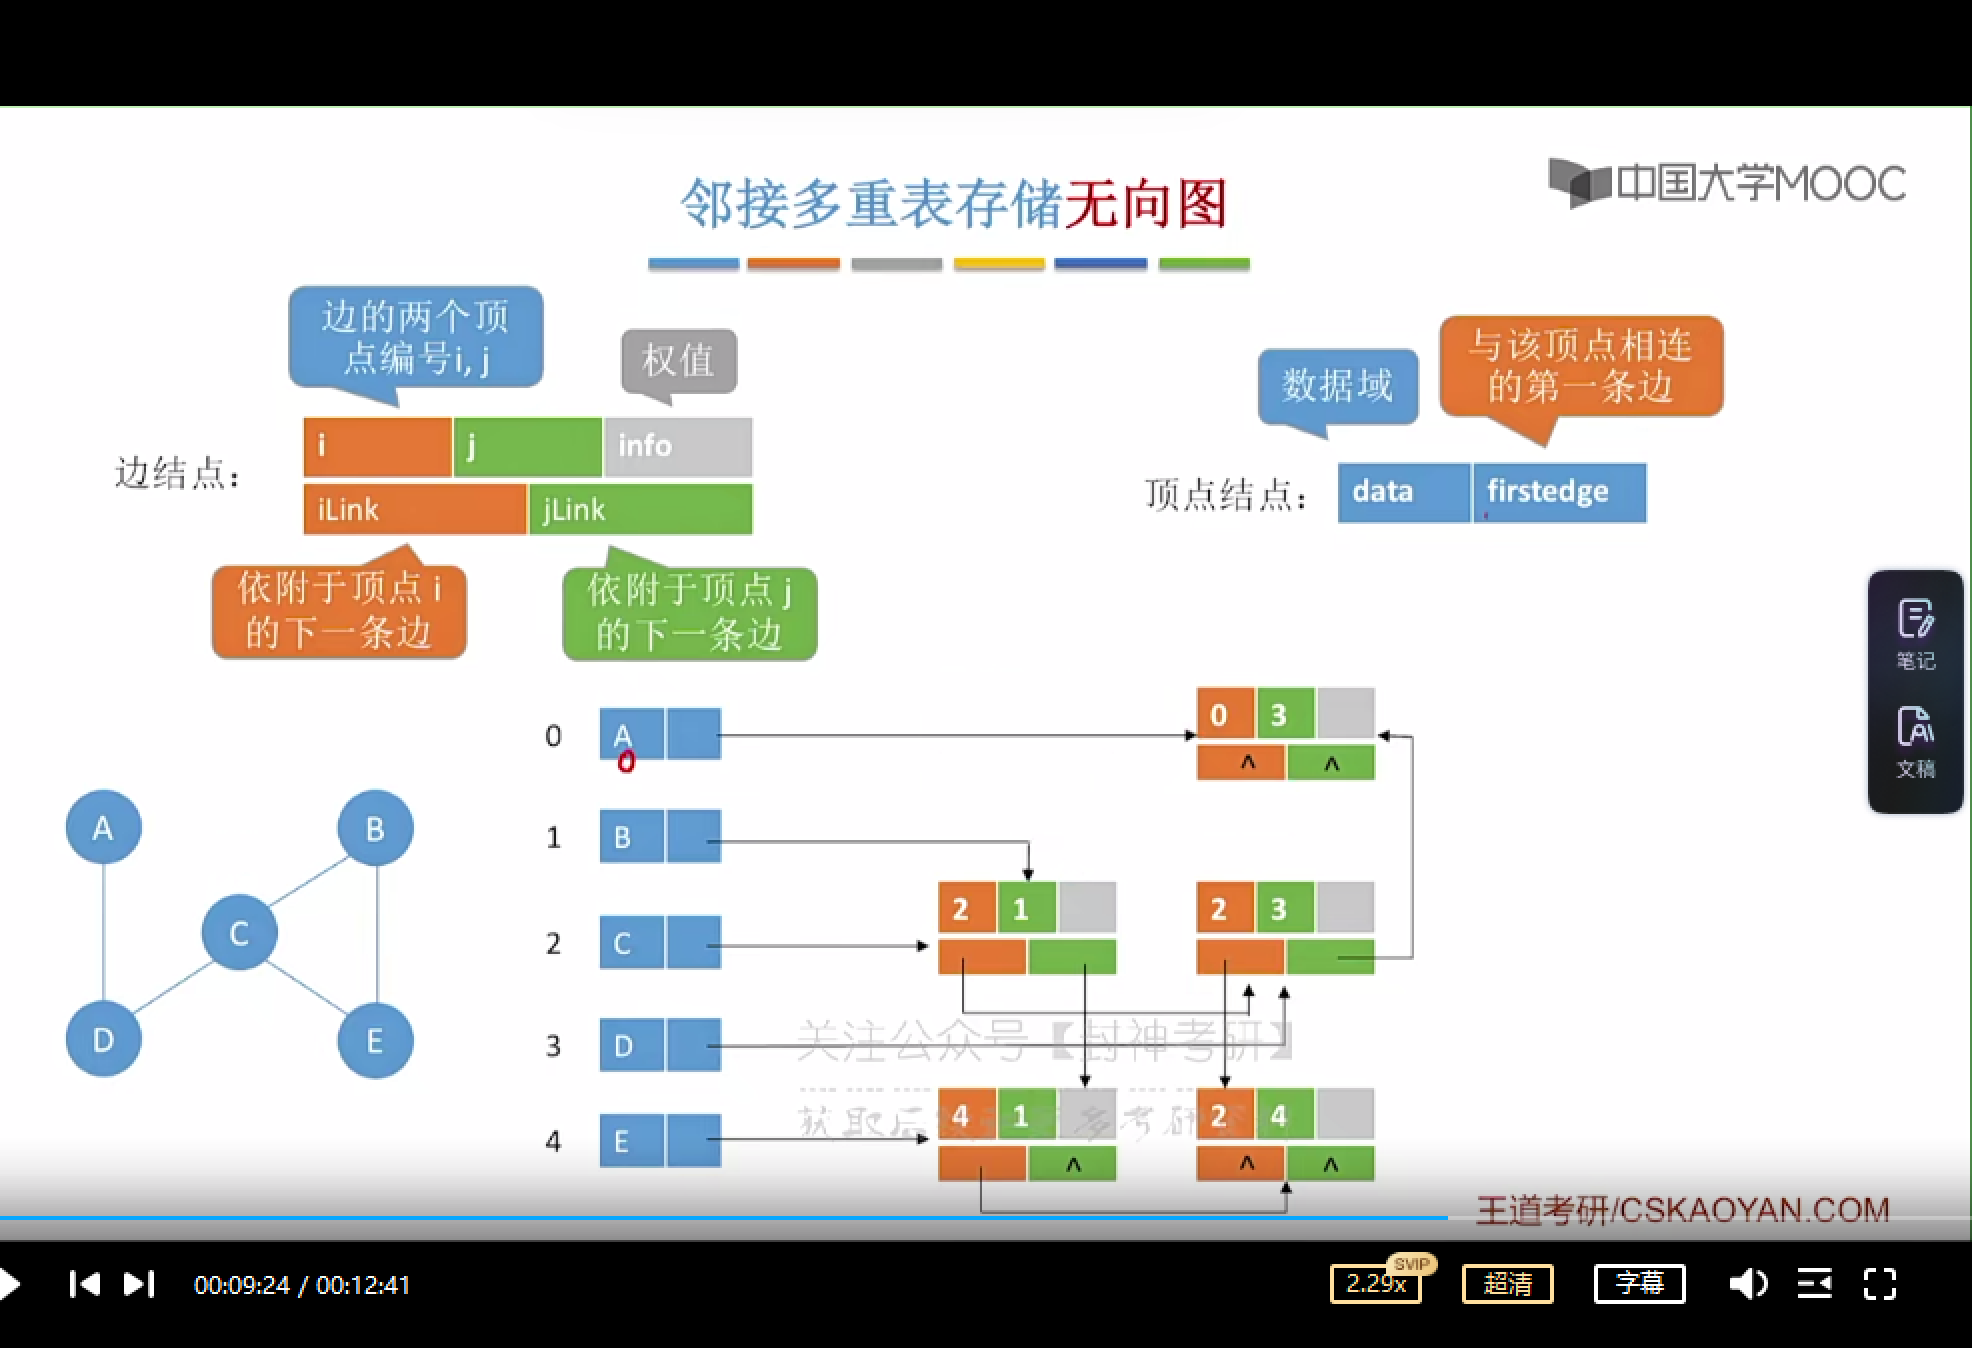 邻接多重表存储无向图
中国大学MOOC
边的两个顶
点编号i, j
权值
数据域
与该顶点相连
的第一条边
边结点：
i
j
info
iLink
jLink
顶点结点：
data
firstedge
依附于顶点 i
的下一条边
依附于顶点 j
的下一条边
笔记
文稿
0
A
0
0 3
^ ^
1
B
A
B
C
D
E
2
C
2 1
2 3
3
D
关注公众号【封神考研】
4
E
4 1
2 4
^
^ ^
王道考研/CSKAOYAN.COM
00:09:24 / 00:12:41
SVIP
2.29x
超清
字幕